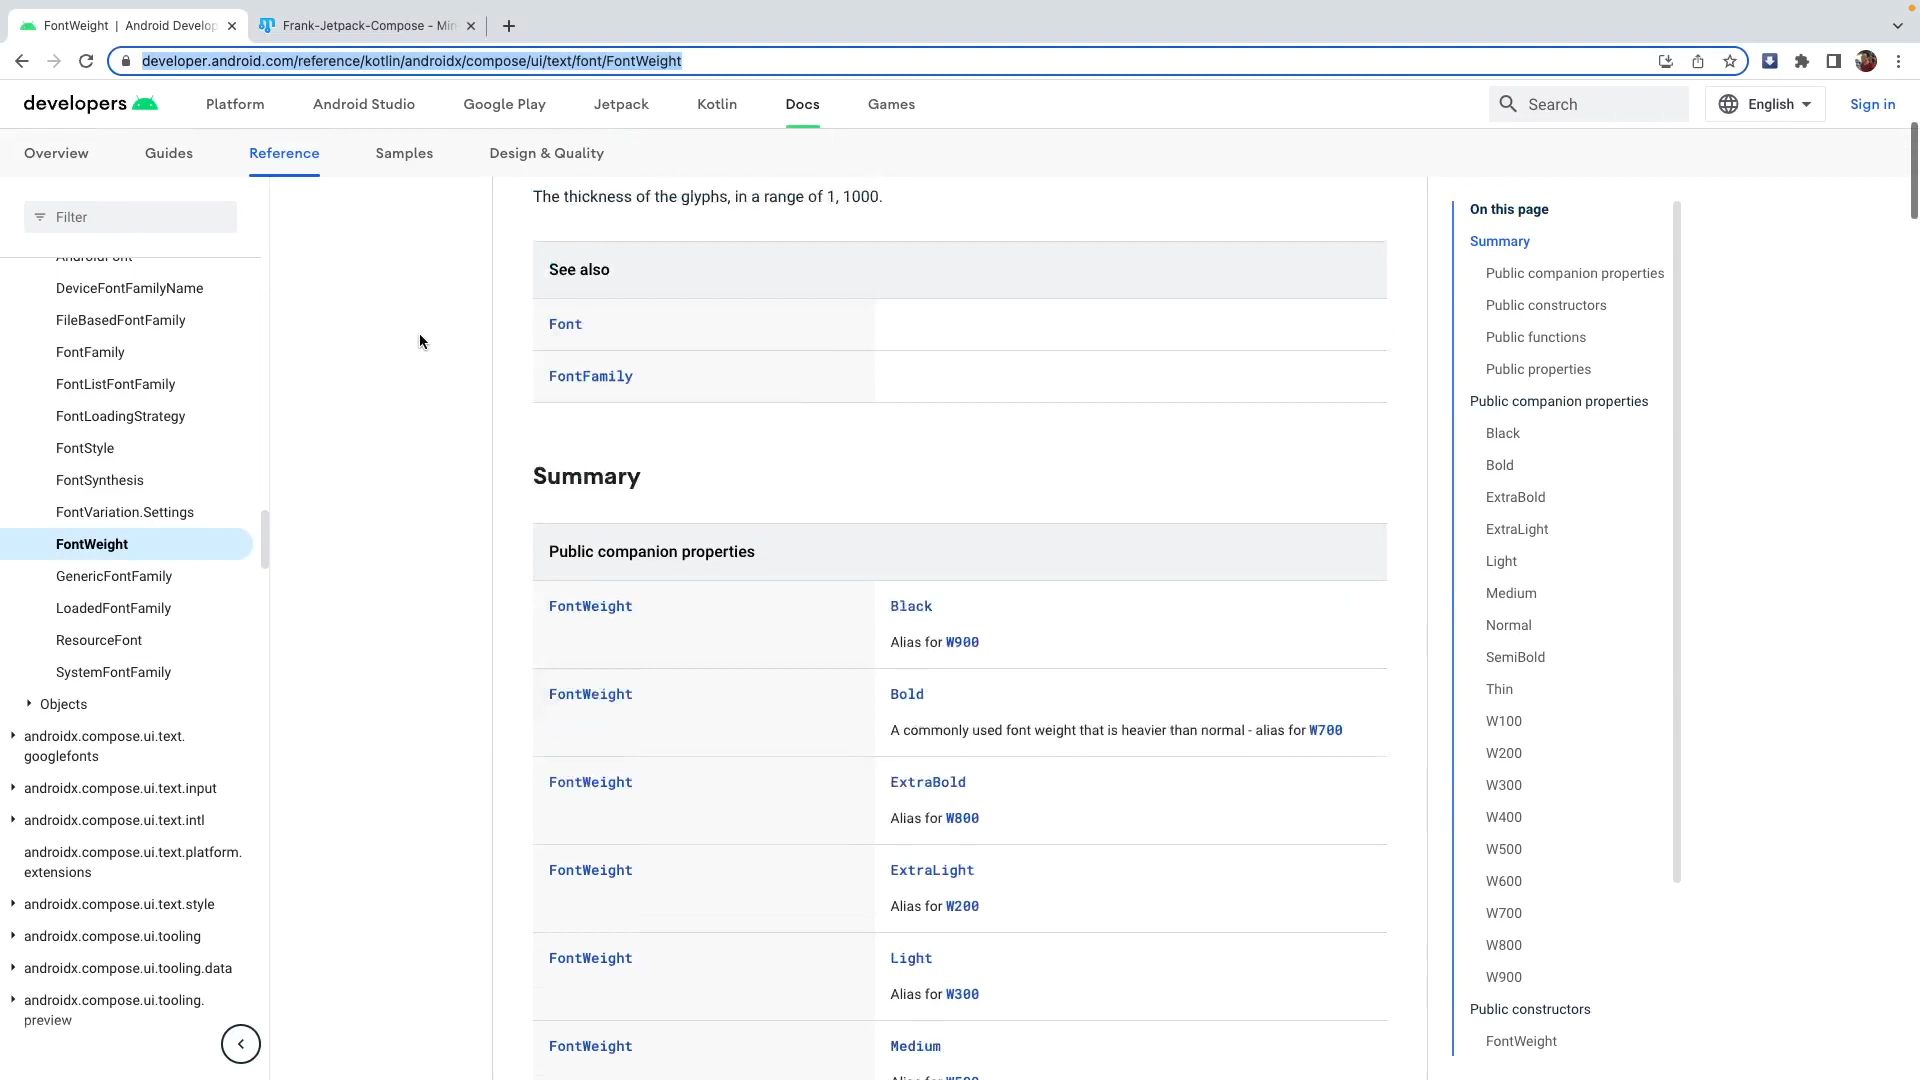 FontWeight | Android Develop
Frank-Jetpack-Compose - Min
developer.android.com/reference/kotlin/androidx/compose/ui/text/font/FontWeight
developers
Platform
Android Studio
Google Play
Jetpack
Kotlin
Docs
Games
Search
English
Sign in
Overview
Guides
Reference
Samples
Design & Quality
Filter
AndroidFont
DeviceFontFamilyName
FileBasedFontFamily
FontFamily
FontListFontFamily
FontLoadingStrategy
FontStyle
FontSynthesis
FontVariation.Settings
FontWeight
GenericFontFamily
LoadedFontFamily
ResourceFont
SystemFontFamily
Objects
androidx.compose.ui.text.
googlefonts
androidx.compose.ui.text.input
androidx.compose.ui.text.intl
androidx.compose.ui.text.platform.
extensions
androidx.compose.ui.text.style
androidx.compose.ui.tooling
androidx.compose.ui.tooling.data
androidx.compose.ui.tooling.
preview
The thickness of the glyphs, in a range of 1, 1000.
See also
Font
FontFamily
Summary
Public companion properties
FontWeight
Black
Alias for W900
FontWeight
Bold
A commonly used font weight that is heavier than normal - alias for W700
FontWeight
ExtraBold
Alias for W800
FontWeight
ExtraLight
Alias for W200
FontWeight
Light
Alias for W300
FontWeight
Medium
Alias for W500
On this page
Summary
Public companion properties
Public constructors
Public functions
Public properties
Public companion properties
Black
Bold
ExtraBold
ExtraLight
Light
Medium
Normal
SemiBold
Thin
W100
W200
W300
W400
W500
W600
W700
W800
W900
Public constructors
FontWeight